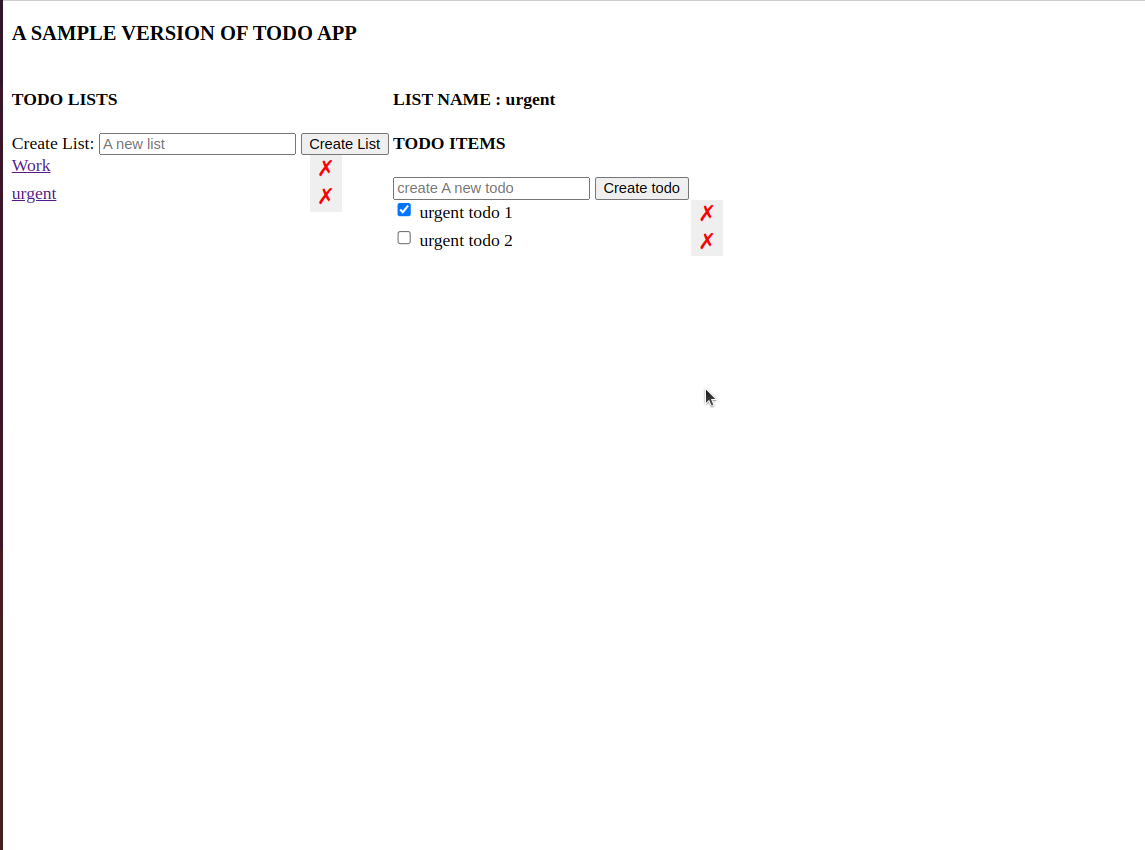 A SAMPLE VERSION OF TODO APP
TODO LISTS
Create List: A new list Create List
Work ✗
urgent ✗
LIST NAME : urgent
TODO ITEMS
create A new todo Create todo
urgent todo 1 ✗
urgent todo 2 ✗